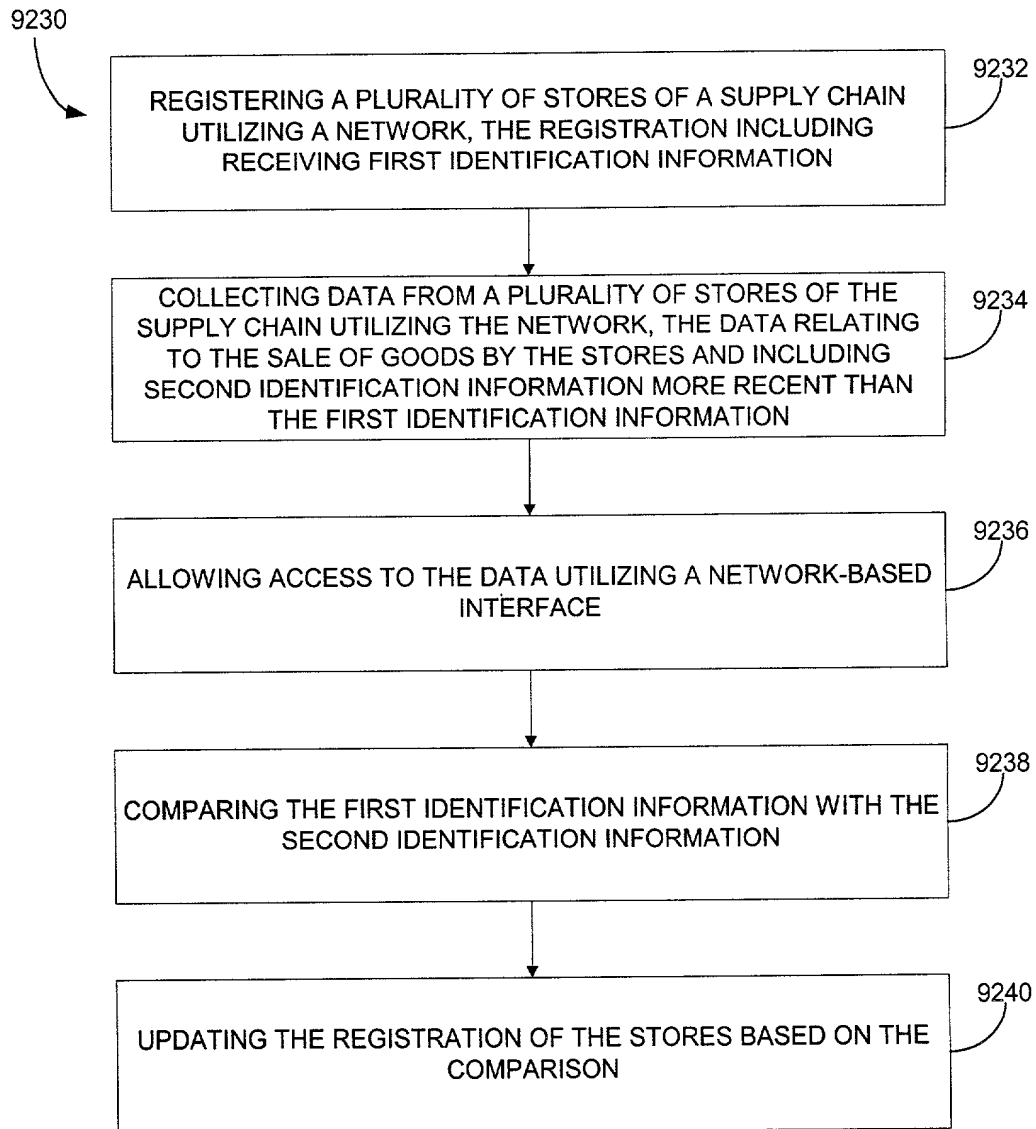 9230
9232
REGISTERING A PLURALITY OF STORES OF A SUPPLY CHAIN
UTILIZING A NETWORK, THE REGISTRATION INCLUDING
RECEIVING FIRST IDENTIFICATION INFORMATION
9234
COLLECTING DATA FROM A PLURALITY OF STORES OF THE
SUPPLY CHAIN UTILIZING THE NETWORK, THE DATA RELATING
TO THE SALE OF GOODS BY THE STORES AND INCLUDING
SECOND IDENTIFICATION INFORMATION MORE RECENT THAN
THE FIRST IDENTIFICATION INFORMATION
9236
ALLOWING ACCESS TO THE DATA UTILIZING A NETWORK-BASED
INTERFACE
9238
COMPARING THE FIRST IDENTIFICATION INFORMATION WITH THE
SECOND IDENTIFICATION INFORMATION
9240
UPDATING THE REGISTRATION OF THE STORES BASED ON THE
COMPARISON